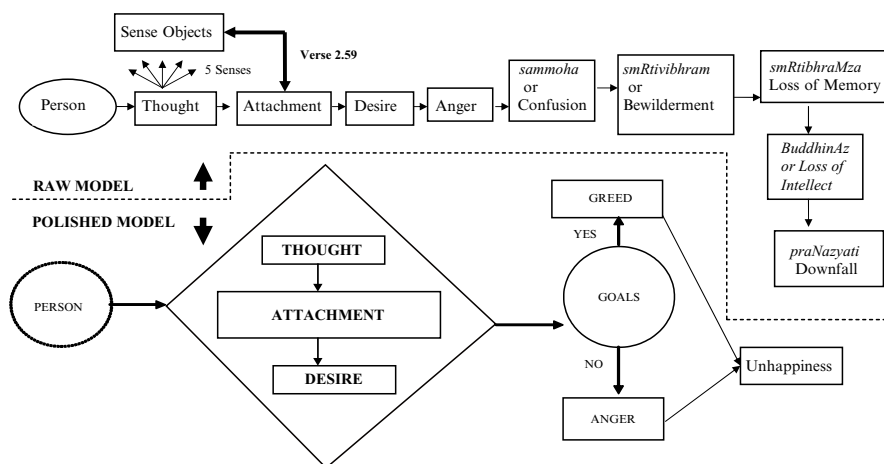 Sense Objects
Verse 2.59
5 Senses
Person
Thought
Attachment
Desire
Anger
sammoha
or
Confusion
smRtivibhram
or
Bewilderment
smRtibhraMza
Loss of Memory
BuddhinAz
or Loss of
Intellect
praNazyati
Downfall
RAW MODEL
POLISHED MODEL
PERSON
THOUGHT
ATTACHMENT
DESIRE
GREED
YES
GOALS
NO
ANGER
Unhappiness